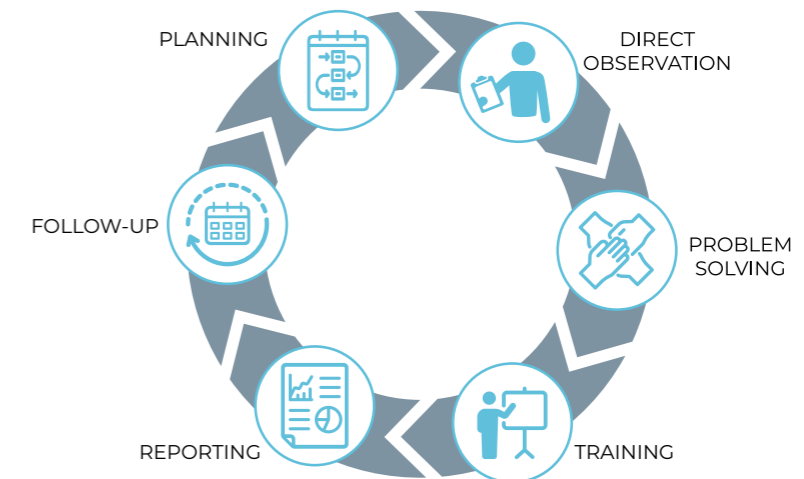 PLANNING
DIRECT
OBSERVATION
PROBLEM
SOLVING
TRAINING
REPORTING
FOLLOW-UP